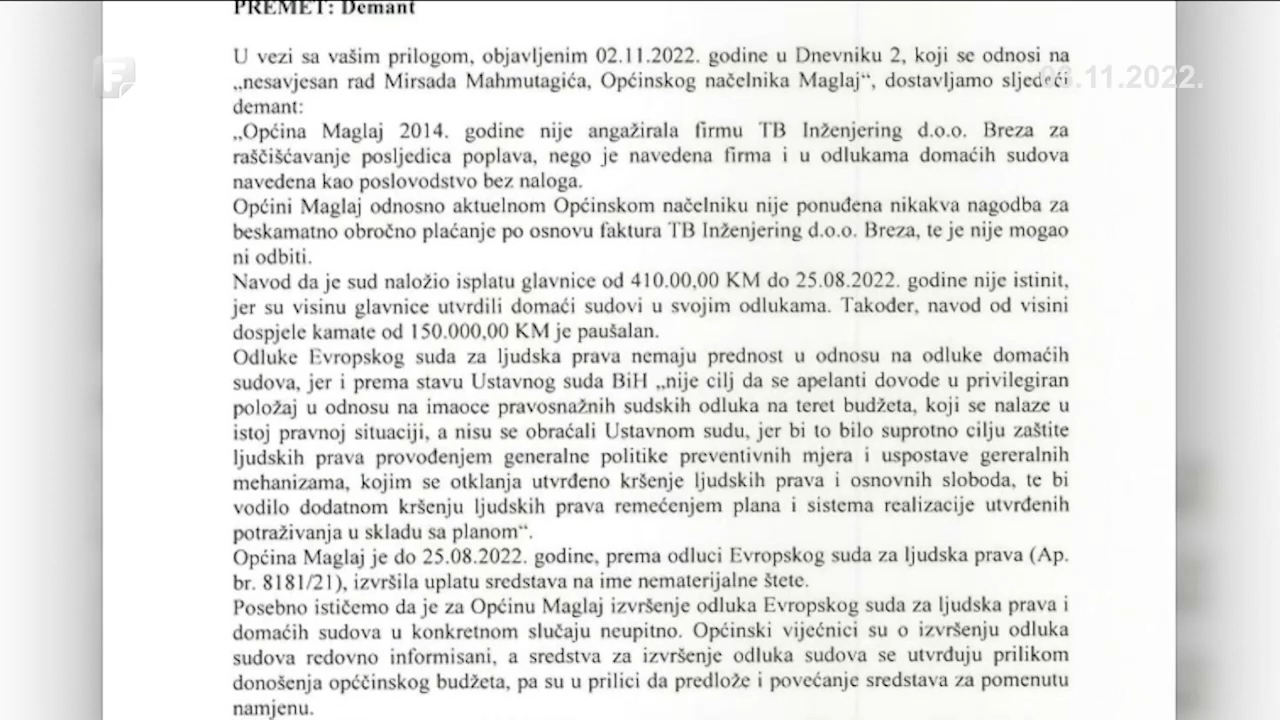 PREMET: Demant
03.11.2022.
U vezi sa vašim prilogom, objavljenim 02.11.2022. godine u Dnevniku 2, koji se odnosi na
„nesavjesan rad Mirsada Mahmutagića, Općinskog načelnika Maglaj“, dostavljamo sljedeći
demant:
„Općina Maglaj 2014. godine nije angažirala firmu TB Inženjering d.o.o. Breza za
raščišćavanje posljedica poplava, nego je navedena firma i u odlukama domaćih sudova
navedena kao poslovodstvo bez naloga.
Općini Maglaj odnosno aktuelnom Općinskom načelniku nije ponuđena nikakva nagodba za
beskamatno obročno plaćanje po osnovu faktura TB Inženjering d.o.o. Breza, te je nije mogao
ni odbiti.
Navod da je sud naložio isplatu glavnice od 410.00,00 KM do 25.08.2022. godine nije istinit,
jer su visinu glavnice utvrdili domaći sudovi u svojim odlukama. Također, navod od visini
dospjele kamate od 150.000,00 KM je paušalan.
Odluke Evropskog suda za ljudska prava nemaju prednost u odnosu na odluke domaćih
sudova, jer i prema stavu Ustavnog suda BiH „nije cilj da se apelanti dovode u privilegiran
položaj u odnosu na imaoce pravosnažnih sudskih odluka na teret budžeta, koji se nalaze u
istoj pravnoj situaciji, a nisu se obraćali Ustavnom sudu, jer bi to bilo suprotno cilju zaštite
ljudskih prava provođenjem generalne politike preventivnih mjera i uspostave gereralnih
mehanizama, kojim se otklanja utvrđeno kršenje ljudskih prava i osnovnih sloboda, te bi
vodilo dodatnom kršenju ljudskih prava remećenjem plana i sistema realizacije utvrđenih
potraživanja u skladu sa planom“.
Općina Maglaj je do 25.08.2022. godine, prema odluci Evropskog suda za ljudska prava (Ap.
br. 8181/21), izvršila uplatu sredstava na ime nematerijalne štete.
Posebno ističemo da je za Općinu Maglaj izvršenje odluka Evropskog suda za ljudska prava i
domaćih sudova u konkretnom slučaju neupitno. Općinski vijećnici su o izvršenju odluka
sudova redovno informisani, a sredstva za izvršenje odluka sudova se utvrđuju prilikom
donošenja opččinskog budžeta, pa su u prilici da predlože i povećanje sredstava za pomenutu
namjenu.